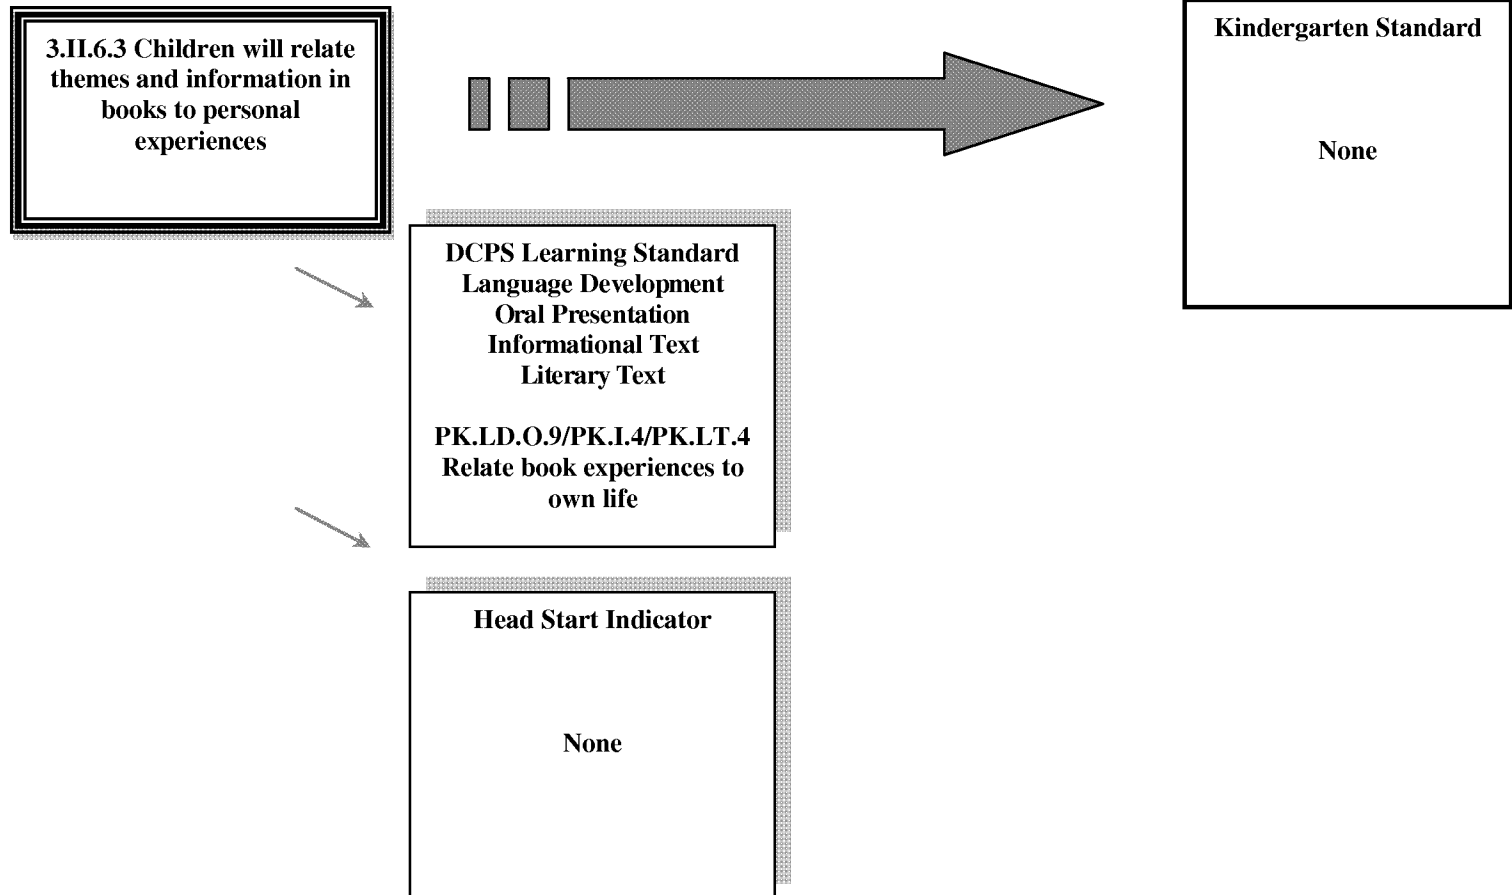 3.II.6.3 Children will relate
themes and information in
books to personal
experiences
Kindergarten Standard
None
DCPS Learning Standard
Language Development
Oral Presentation
Informational Text
Literary Text
PK.LD.O.9/PK.I.4/PK.LT.4
Relate book experiences to
own life
Head Start Indicator
None